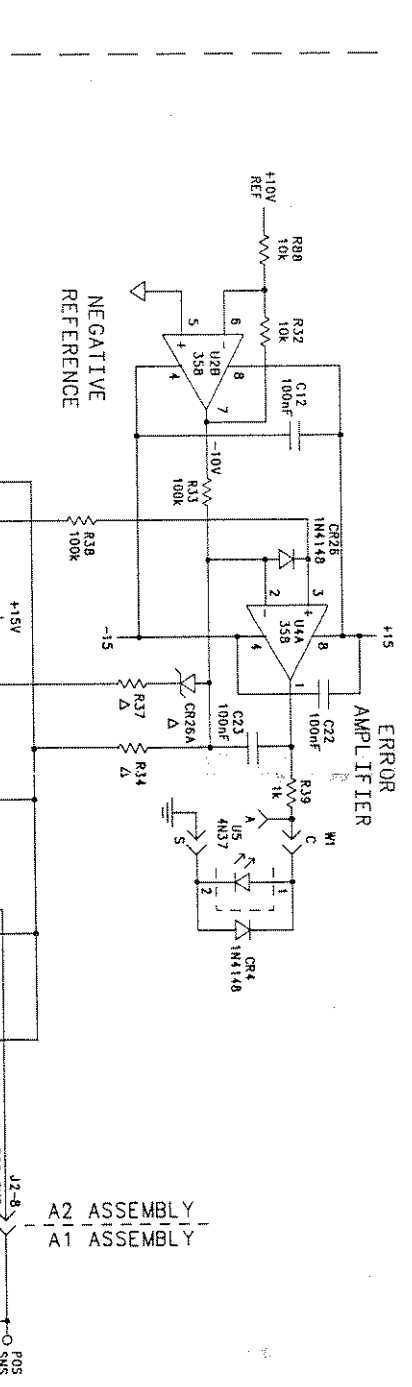 +10V
REF
R88
10k
R32
10k
6
5
-
+
U2B
358
8
4
7
C12
100nF
NEGATIVE
REFERENCE
-10V
R33
100k
R38
100k
1N4148
3
2
+
-
U4A
358
8
4
1
+15
-15
C22
100nF
ERROR
AMPLIFIER
C23
100nF
CR26A
Δ
R37
Δ
R34
Δ
R39
1k
A
W1
C
S
U5
4N37
1
2
CR4
1N4148
+15V
J2-8
A2 ASSEMBLY
A1 ASSEMBLY
POS
SNS